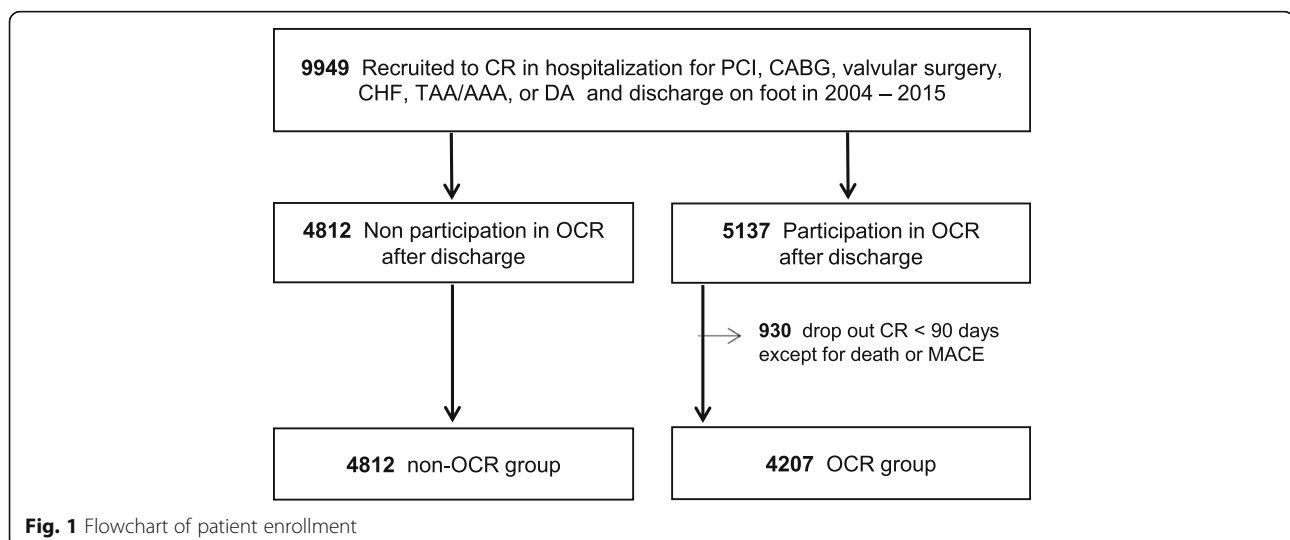 9949 Recruited to CR in hospitalization for PCI, CABG, valvular surgery,
CHF, TAA/AAA, or DA and discharge on foot in 2004 – 2015
4812 Non participation in OCR
after discharge
5137 Participation in OCR
after discharge
930 drop out CR < 90 days
except for death or MACE
4812 non-OCR group
4207 OCR group
Fig. 1 Flowchart of patient enrollment